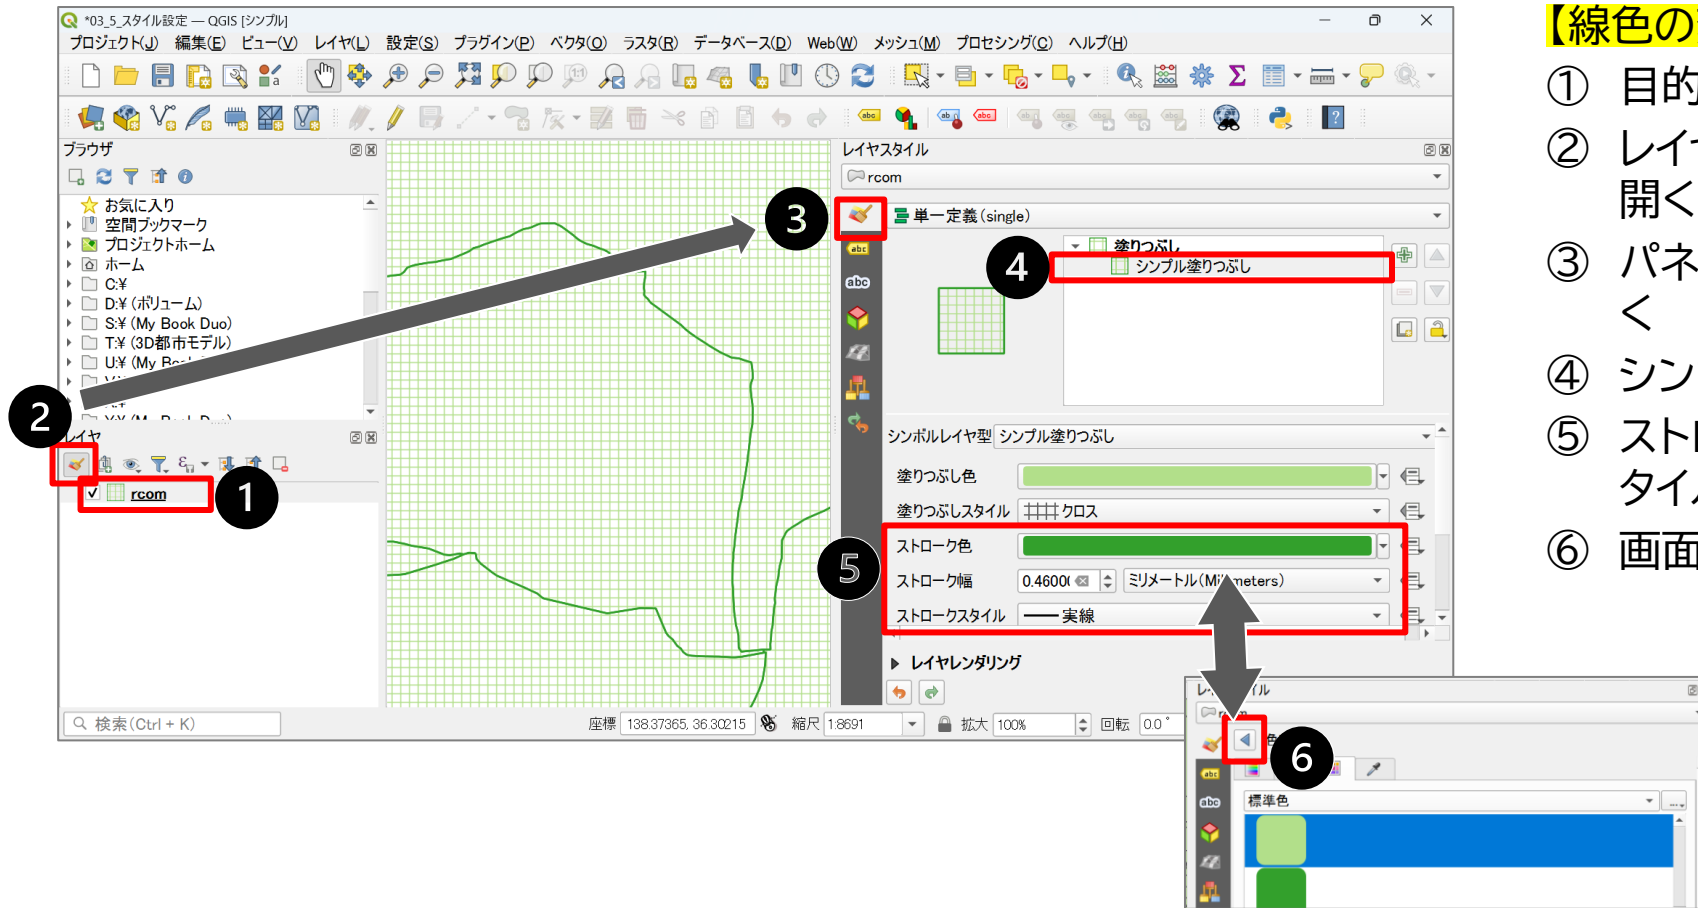 *03_5_スタイル設定 — QGIS [シンプル]
プロジェクト(J) 編集(E) ビュー(V) レイヤ(L) 設定(S) プラグイン(P) ベクタ(O) ラスタ(R) データベース(D) Web(W) メッシュ(M) プロセシング(C) ヘルプ(H)
ブラウザ
お気に入り
空間ブックマーク
プロジェクトホーム
ホーム
C:¥
D:¥ (ボリューム)
S:¥ (My Book Duo)
T:¥ (3D都市モデル)
U:¥ (My
レイヤ
rcom
検索(Ctrl + K)
座標 138.37365, 36.30215 縮尺 1:8691 拡大 100% 回転 0.0 °
レイヤスタイル
rcom
単一定義 (single)
塗りつぶし
シンプル塗りつぶし
シンボルレイヤ型 シンプル塗りつぶし
塗りつぶし色
塗りつぶしスタイル クロス
ストローク色
ストローク幅 0.4600 ミリメートル
ストロークスタイル 実線
レイヤレンダリング
1
2
3
4
5
6
標準色
【線色の
① 目的
② レイ
開く
③ パネ
く
④ シン
⑤ スト
タイ
⑥ 画面